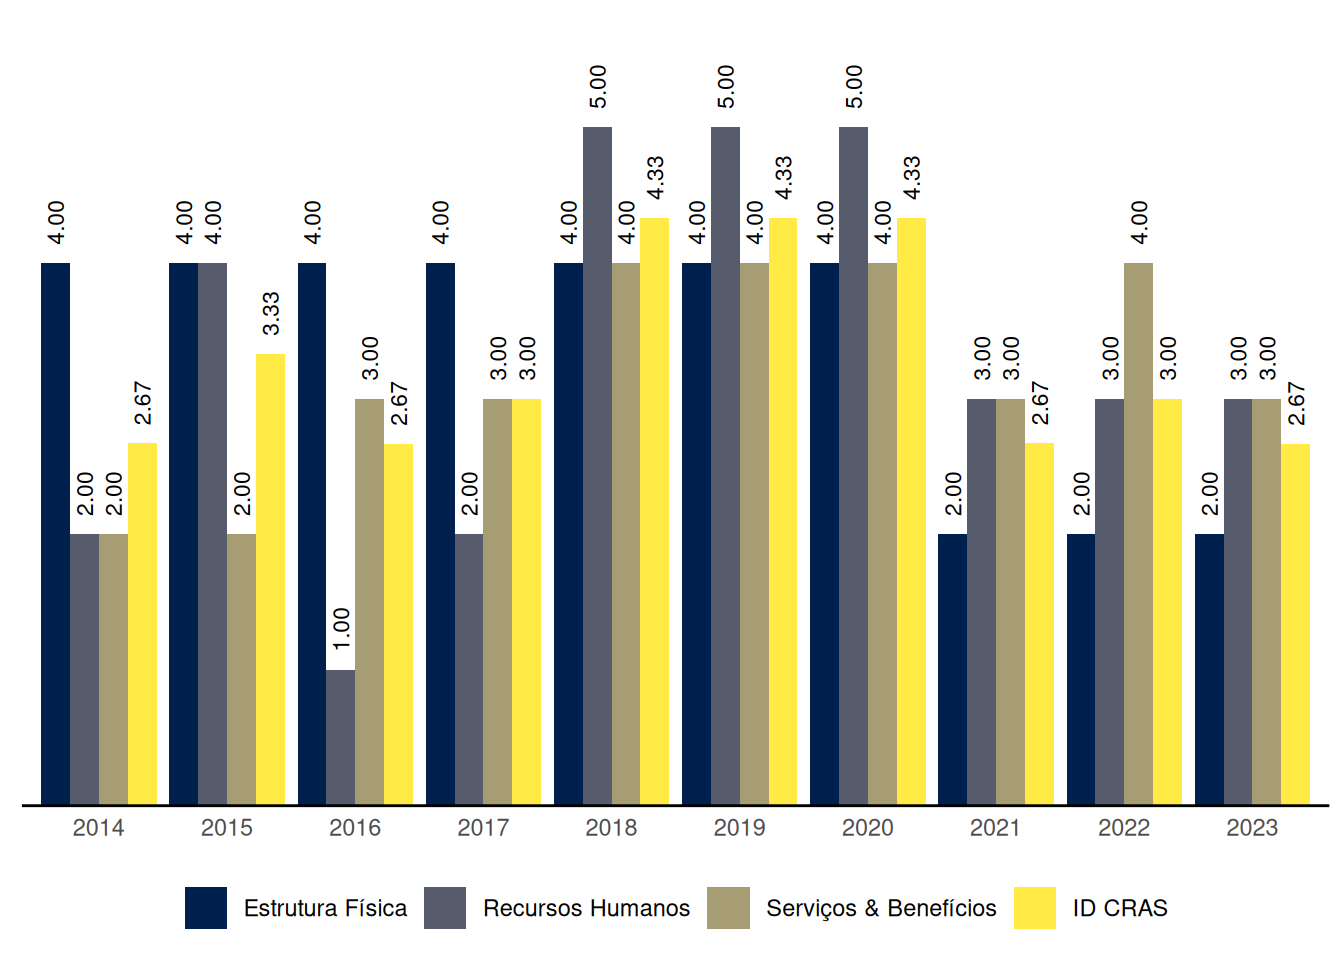 5.00 5.00 5.00
4.33 4.33 4.33
4.00 4.00 4.00 4.00 4.00 4.00 4.00 4.00 4.00 4.00 4.00 4.00
3.33
3.00 3.00 3.00 3.00 3.00 3.00 3.00 3.00 3.00
2.67 2.67 2.67 2.67
2.00 2.00 2.00 2.00 2.00 2.00 2.00
1.00
2014 2015 2016 2017 2018 2019 2020 2021 2022 2023
Estrutura Física Recursos Humanos Serviços & Benefícios ID CRAS